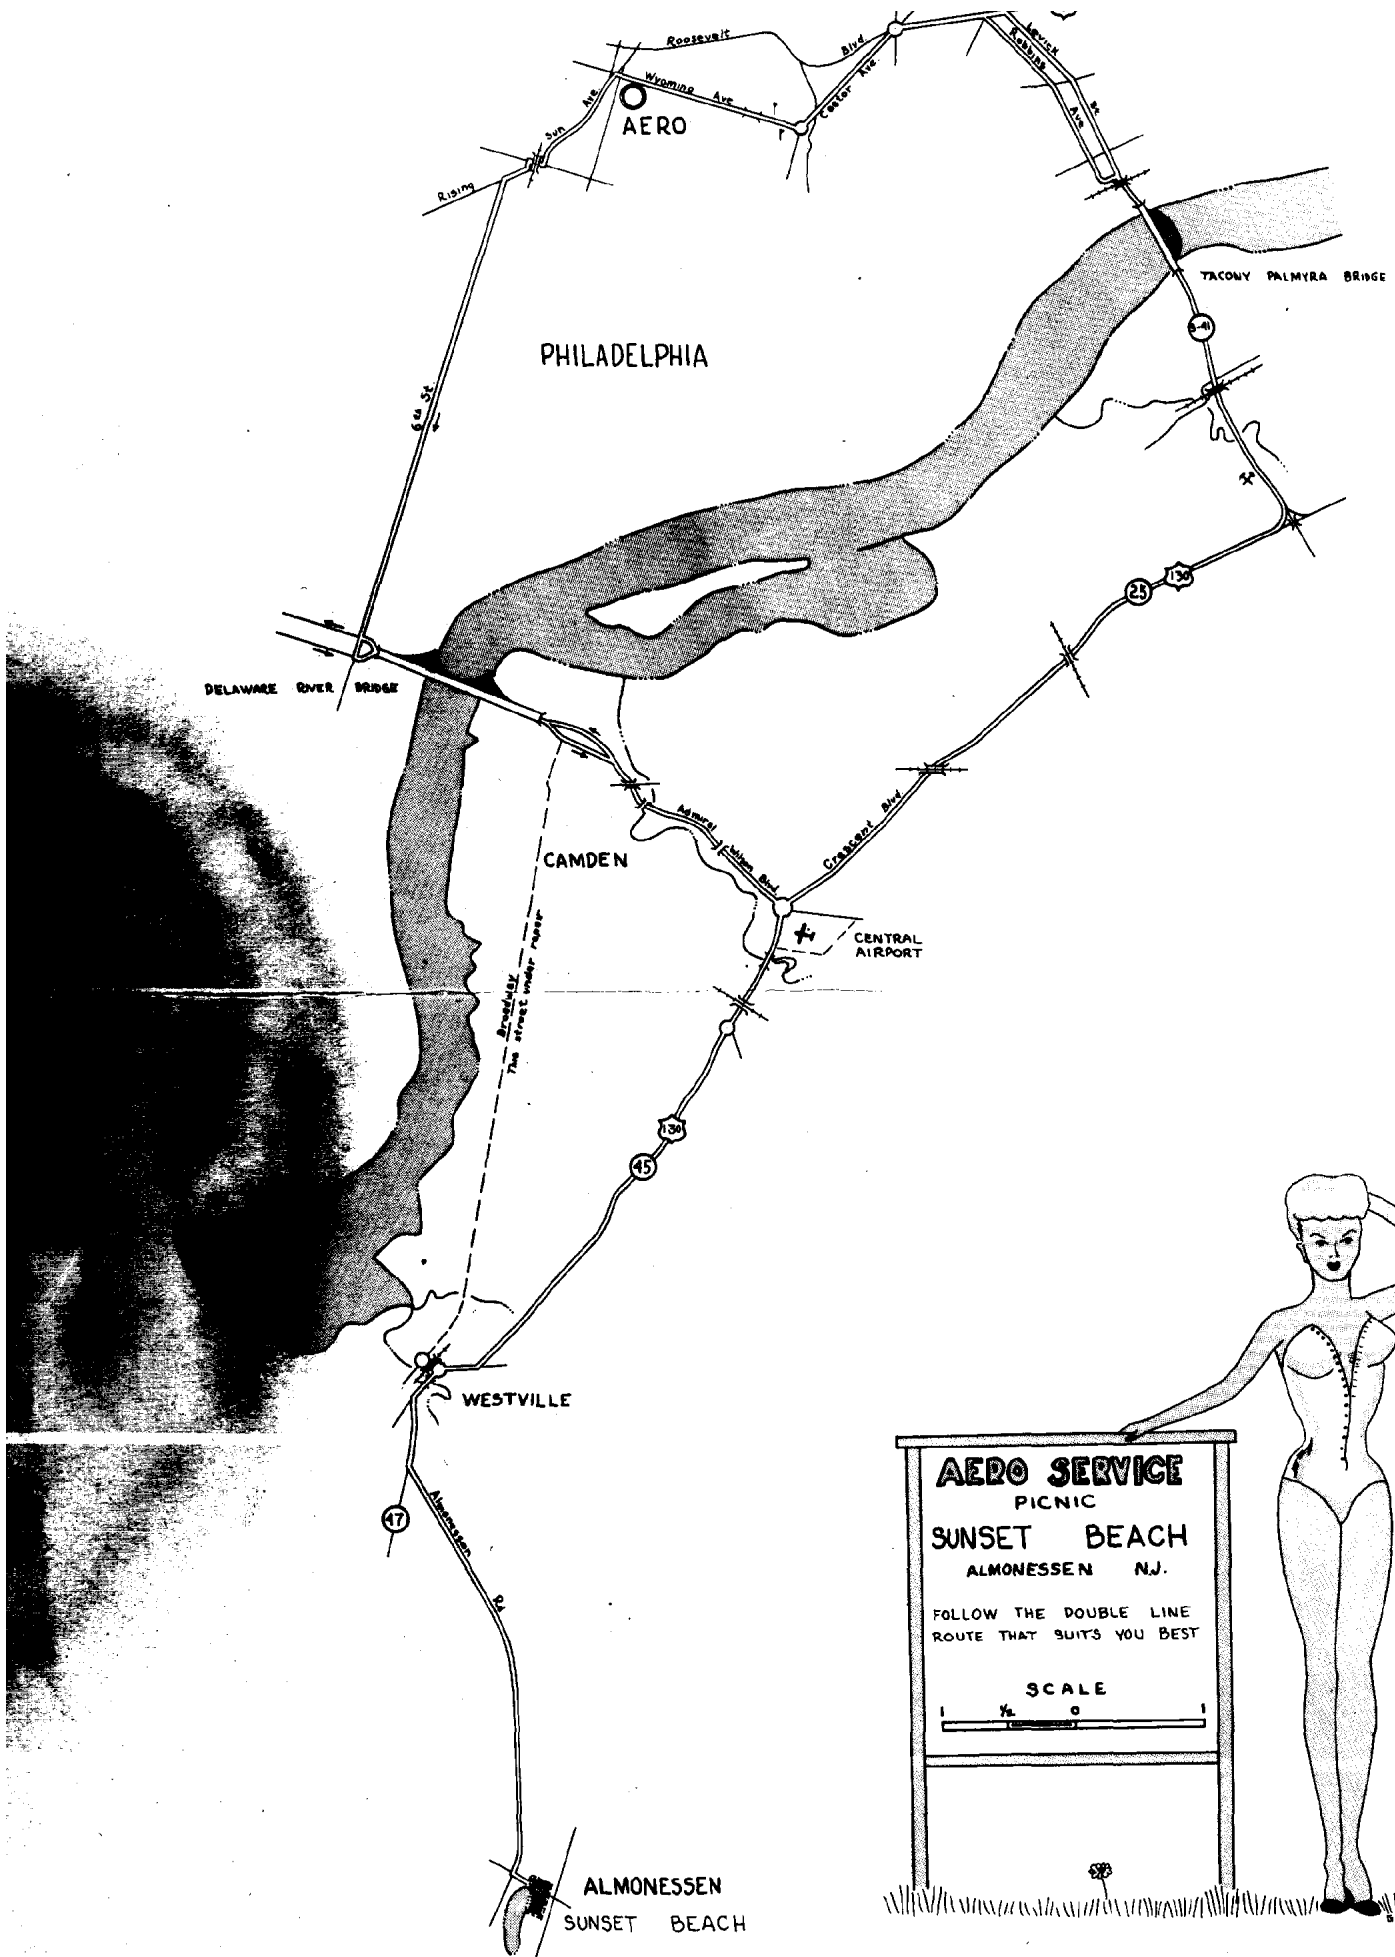 Roosevelt
Blvd.
Levick
St.
Robbins
Ave
Wyoming Ave
Castor Ave.
AERO
Rising
Sun
Ave.
TACONY PALMYRA BRIDGE
S-41
PHILADELPHIA
6th St.
130
25
DELAWARE RIVER BRIDGE
Admiral
Wilson Blvd.
Crescent Blvd.
CAMDEN
CENTRAL
AIRPORT
Broadway
This street under repair
130
45
WESTVILLE
47
Almonessen
Rd.
AERO SERVICE
PICNIC
SUNSET BEACH
ALMONESSEN N.J.
FOLLOW THE DOUBLE LINE
ROUTE THAT SUITS YOU BEST
SCALE
1 1/2 0 1
ALMONESSEN
SUNSET BEACH